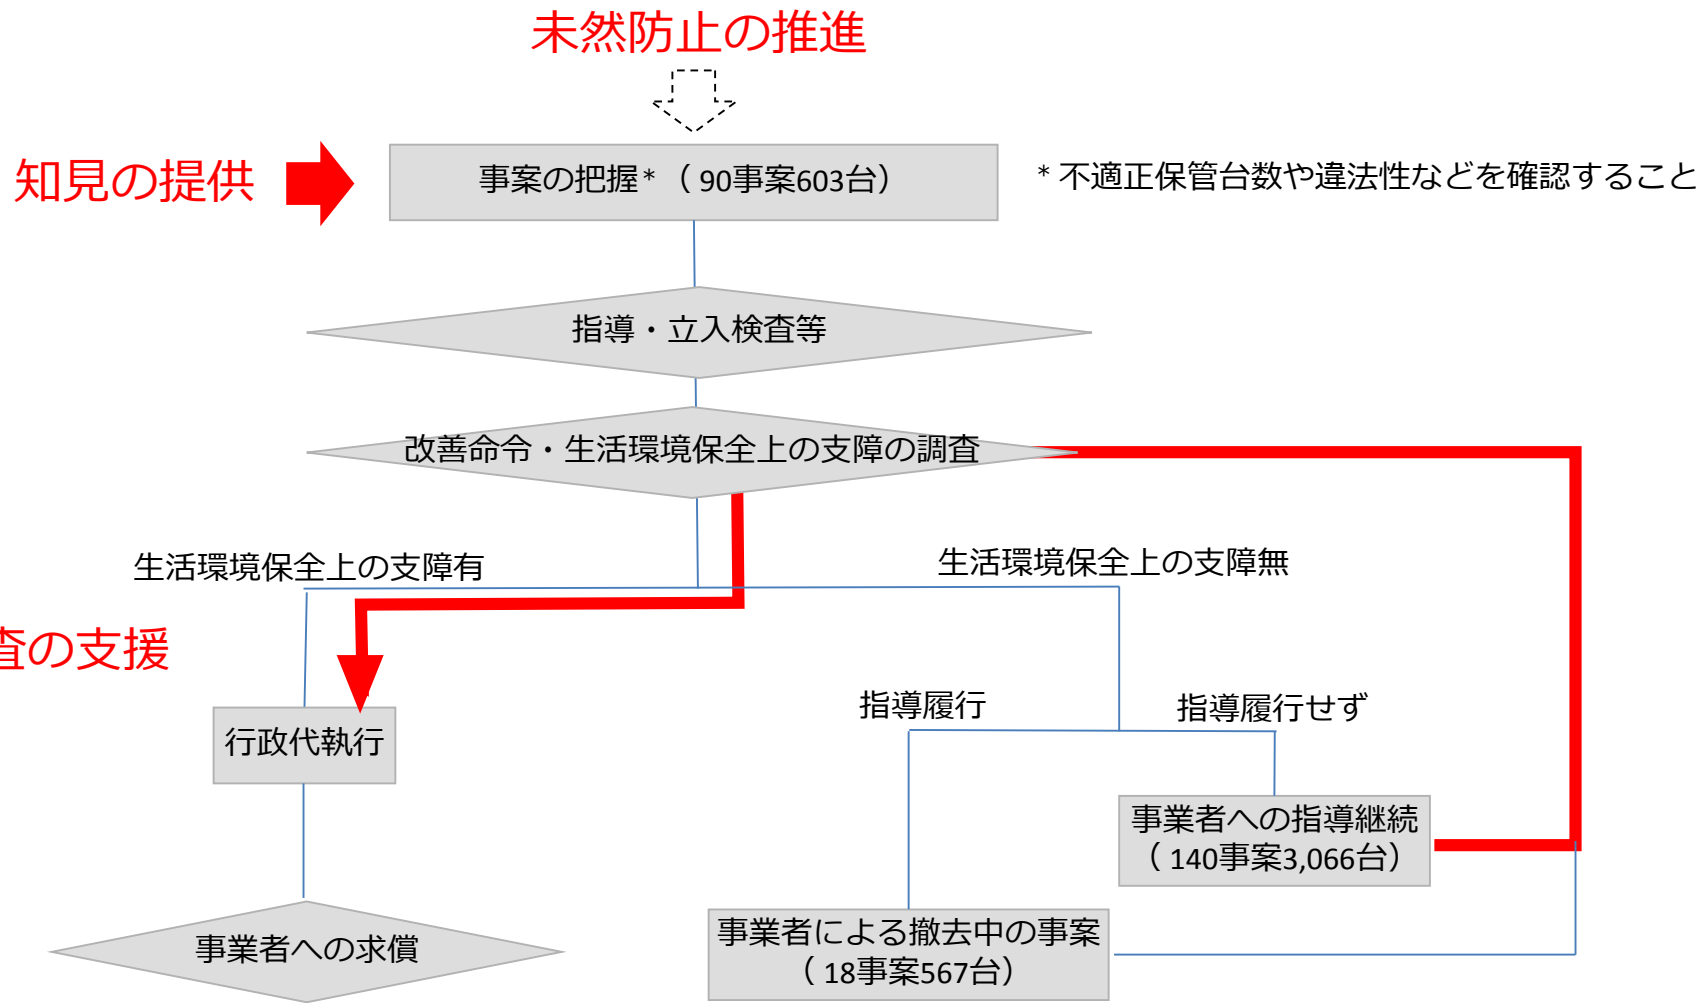 未然防止の推進
知見の提供
事案の把握*（90事案603台）
* 不適正保管台数や違法性などを確認すること
指導・立入検査等
改善命令・生活環境保全上の支障の調査
生活環境保全上の支障有
生活環境保全上の支障無
査の支援
指導履行
指導履行せず
行政代執行
事業者への指導継続
（140事案3,066台）
事業者による撤去中の事案
（18事案567台）
事業者への求償